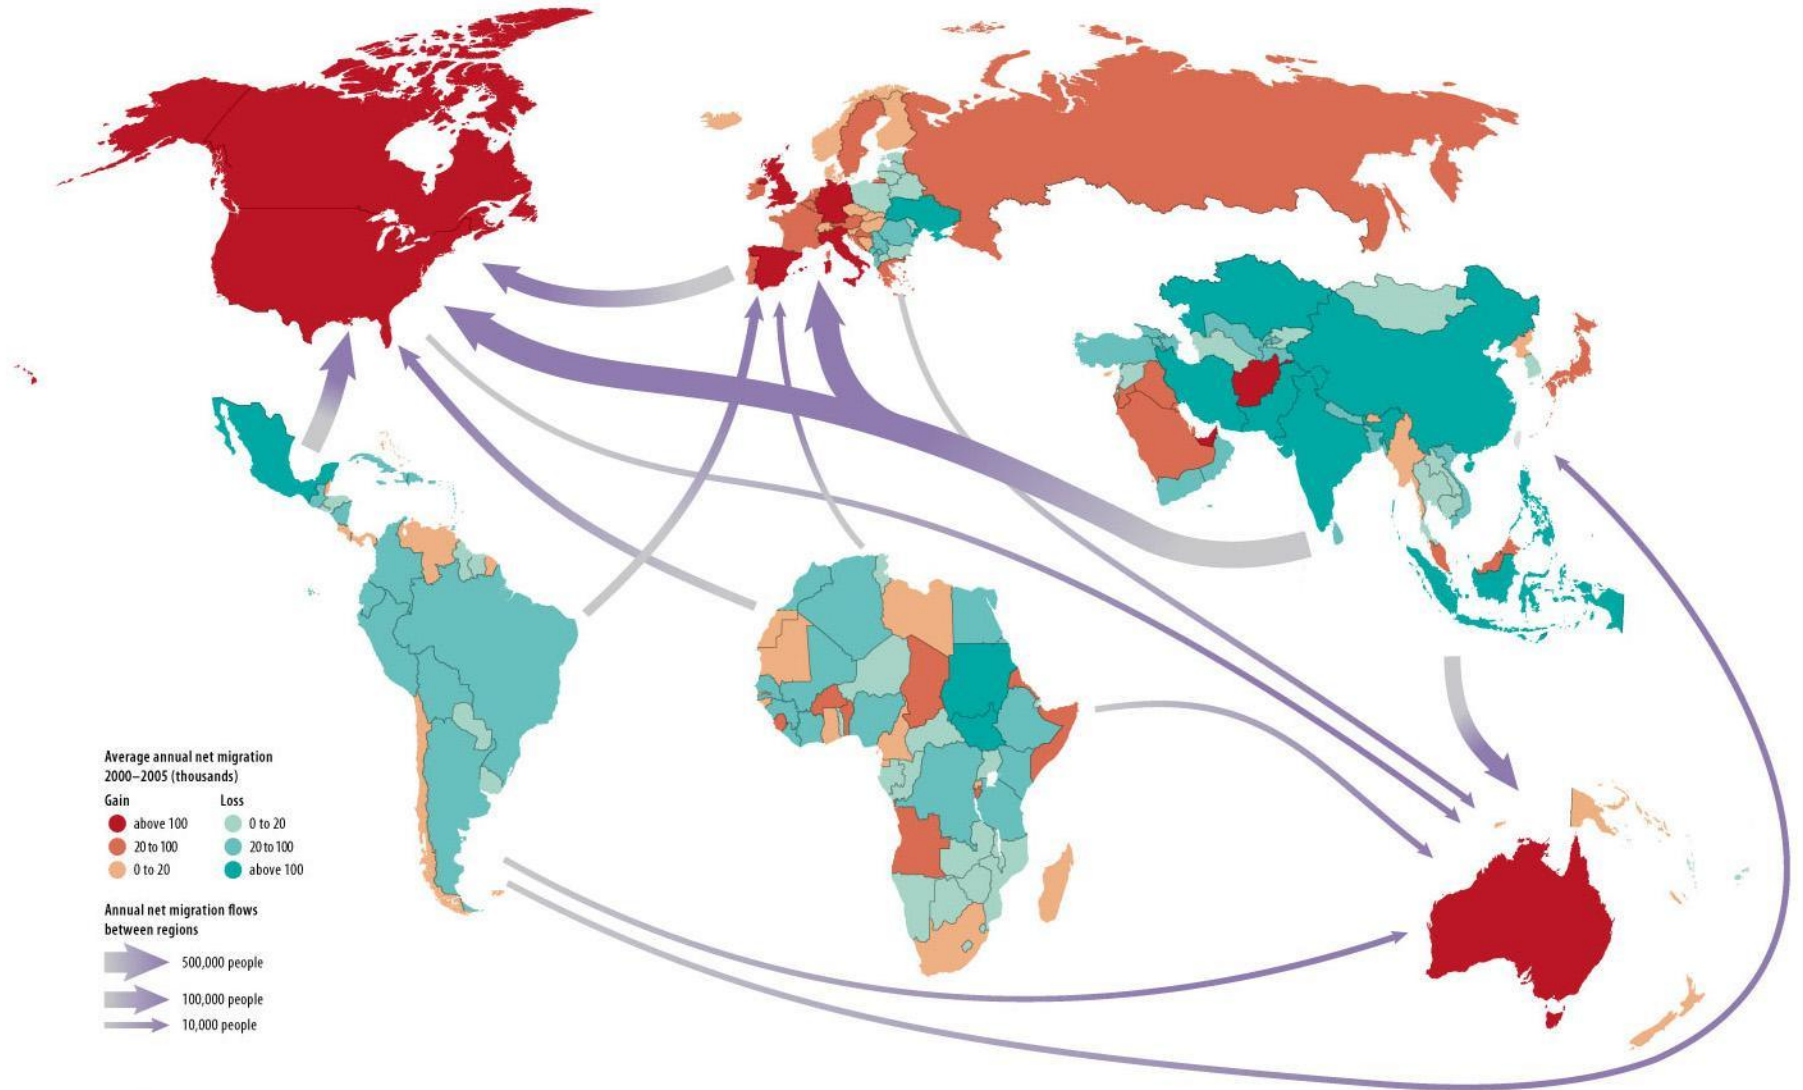 Average annual net migration
2000–2005 (thousands)
Gain Loss
above 100 0 to 20
20 to 100 20 to 100
0 to 20 above 100
Annual net migration flows
between regions
500,000 people
100,000 people
10,000 people